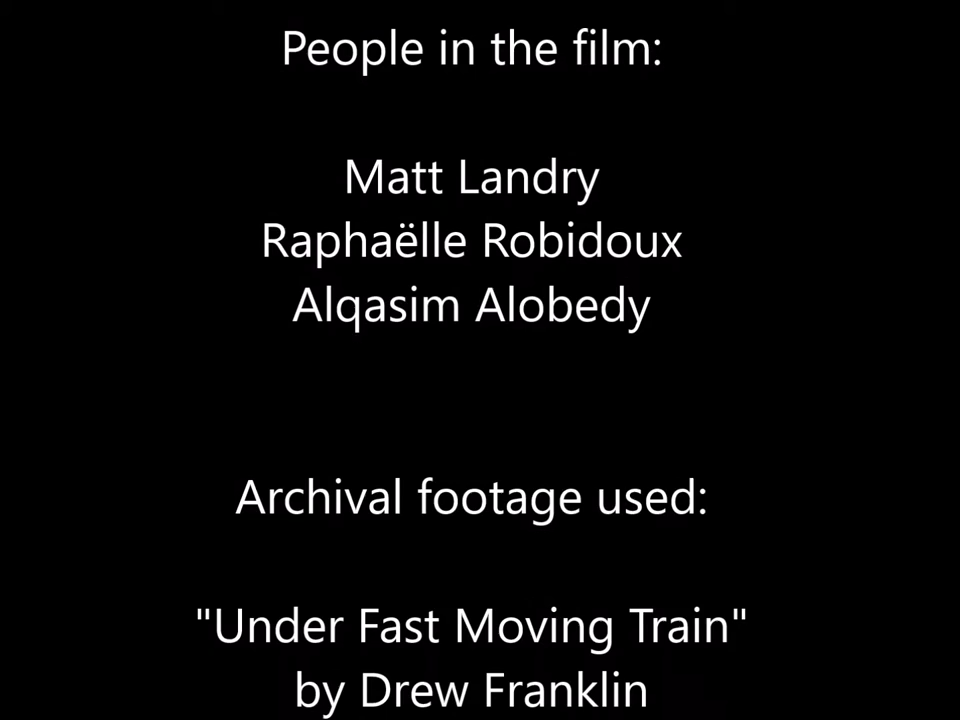 People in the film:
Matt Landry
Raphaëlle Robidoux
Alqasim Alobedy
Archival footage used:
"Under Fast Moving Train"
by Drew Franklin